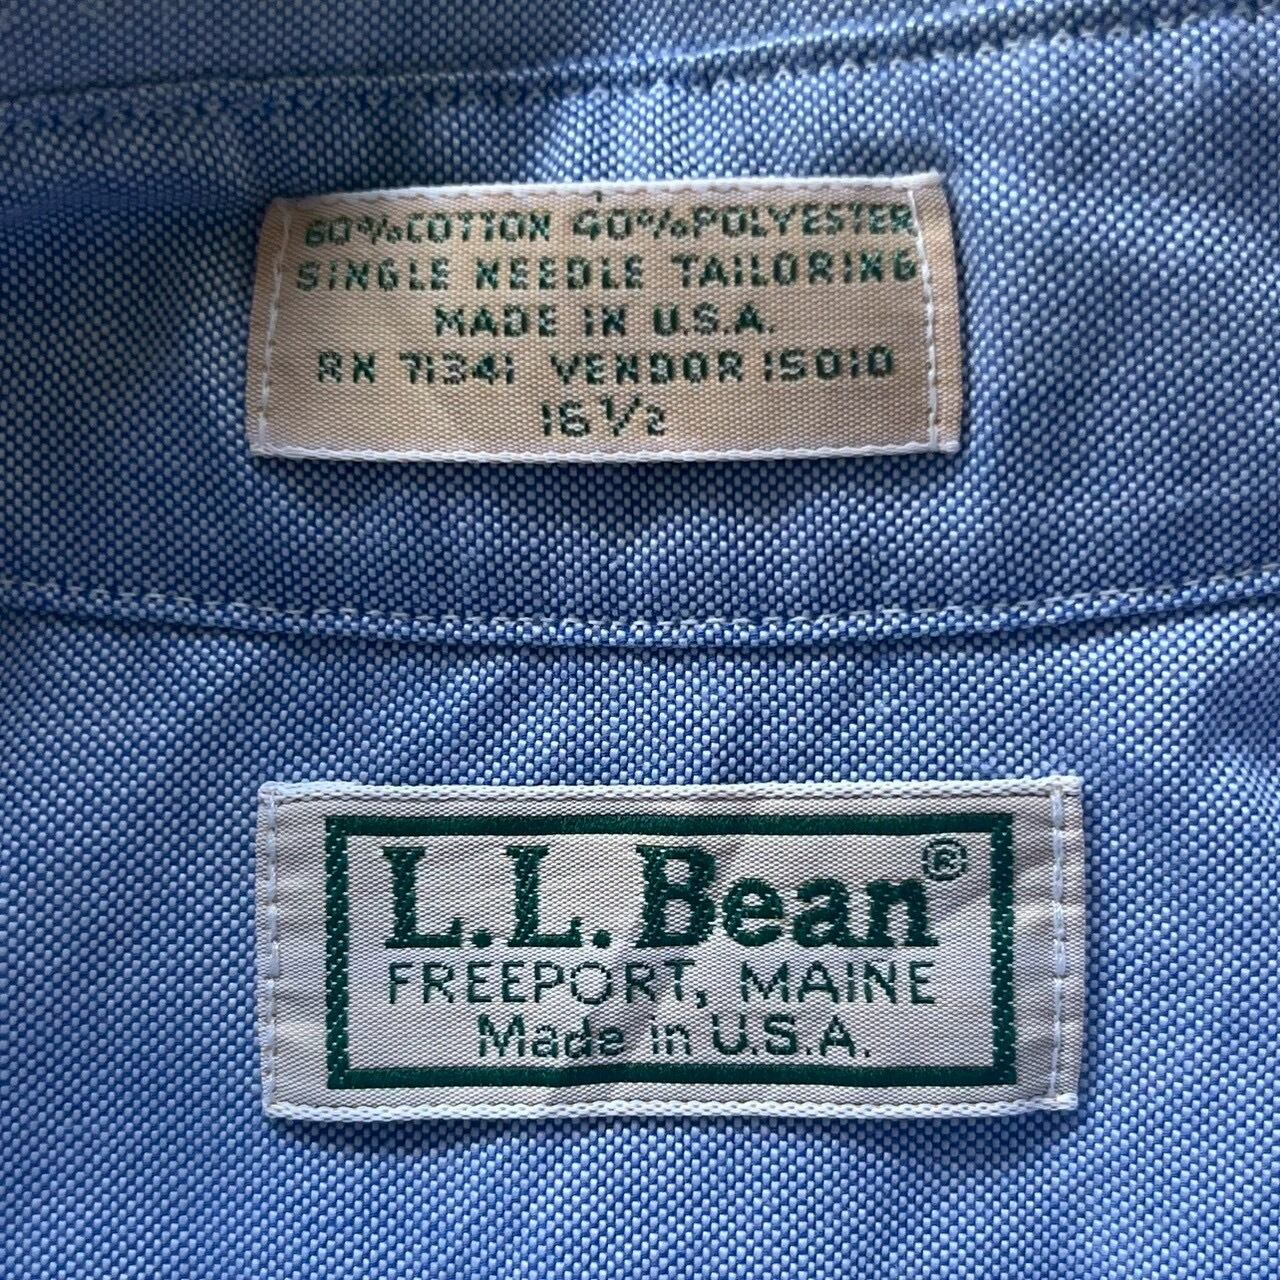 60% COTTON 40% POLYESTER
SINGLE NEEDLE TAILORING
MADE IN U.S.A.
RN 71341 VENDOR 15010
16 1/2
L.L.Bean®
FREEPORT, MAINE
Made in U.S.A.